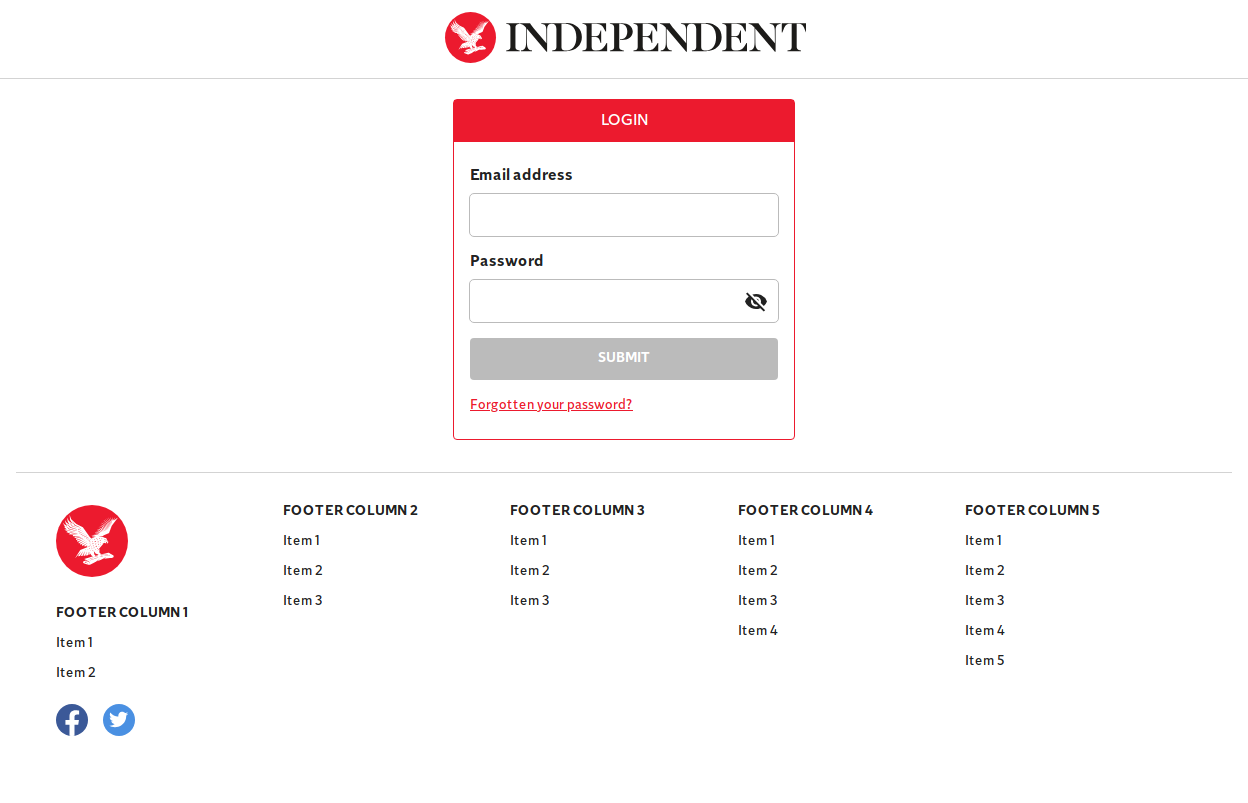 INDEPENDENT
LOGIN
Email address
Password
SUBMIT
Forgotten your password?
FOOTER COLUMN 1
Item 1
Item 2
FOOTER COLUMN 2
Item 1
Item 2
Item 3
FOOTER COLUMN 3
Item 1
Item 2
Item 3
FOOTER COLUMN 4
Item 1
Item 2
Item 3
Item 4
FOOTER COLUMN 5
Item 1
Item 2
Item 3
Item 4
Item 5